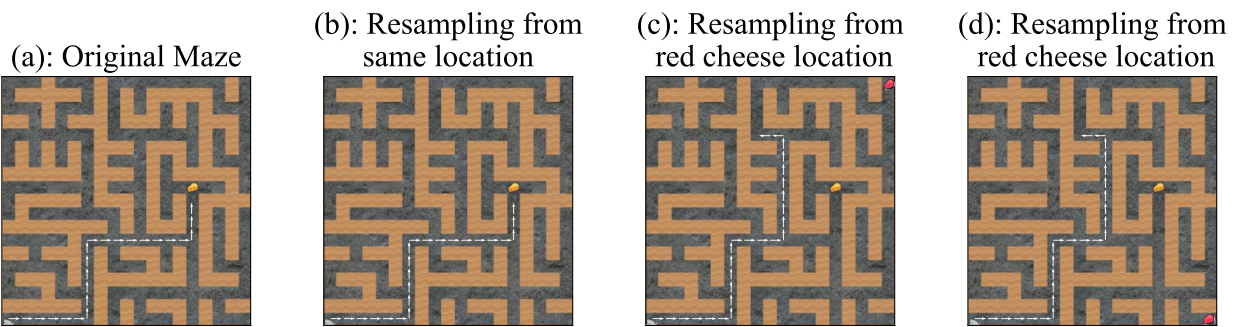 (a): Original Maze
(b): Resampling from
same location
(c): Resampling from
red cheese location
(d): Resampling from
red cheese location